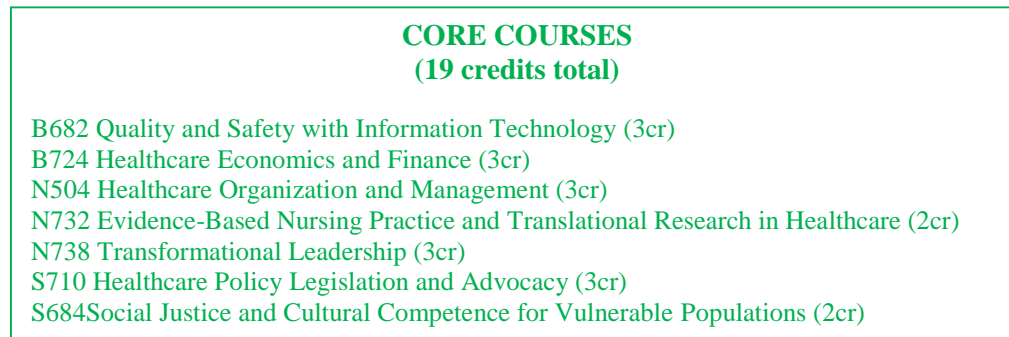 CORE COURSES
(19 credits total)
B682 Quality and Safety with Information Technology (3cr)
B724 Healthcare Economics and Finance (3cr)
N504 Healthcare Organization and Management (3cr)
N732 Evidence-Based Nursing Practice and Translational Research in Healthcare (2cr)
N738 Transformational Leadership (3cr)
S710 Healthcare Policy Legislation and Advocacy (3cr)
S684Social Justice and Cultural Competence for Vulnerable Populations (2cr)